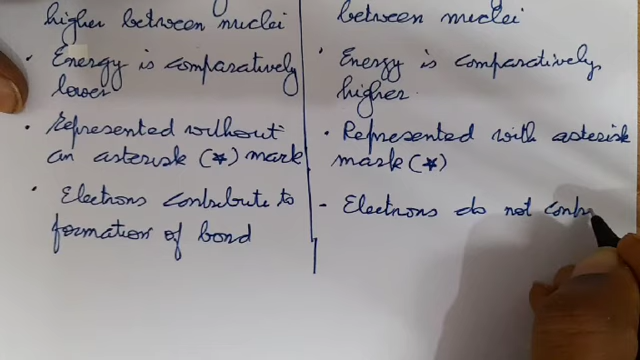 higher between nuclei
· Energy is comparatively
lower
· Represented without
an asterisk (*) mark
· Electrons contribute to
formation of bond
between nuclei
· Energy is comparatively
higher.
· Represented with asterisk
mark (*)
- Electrons do not contri